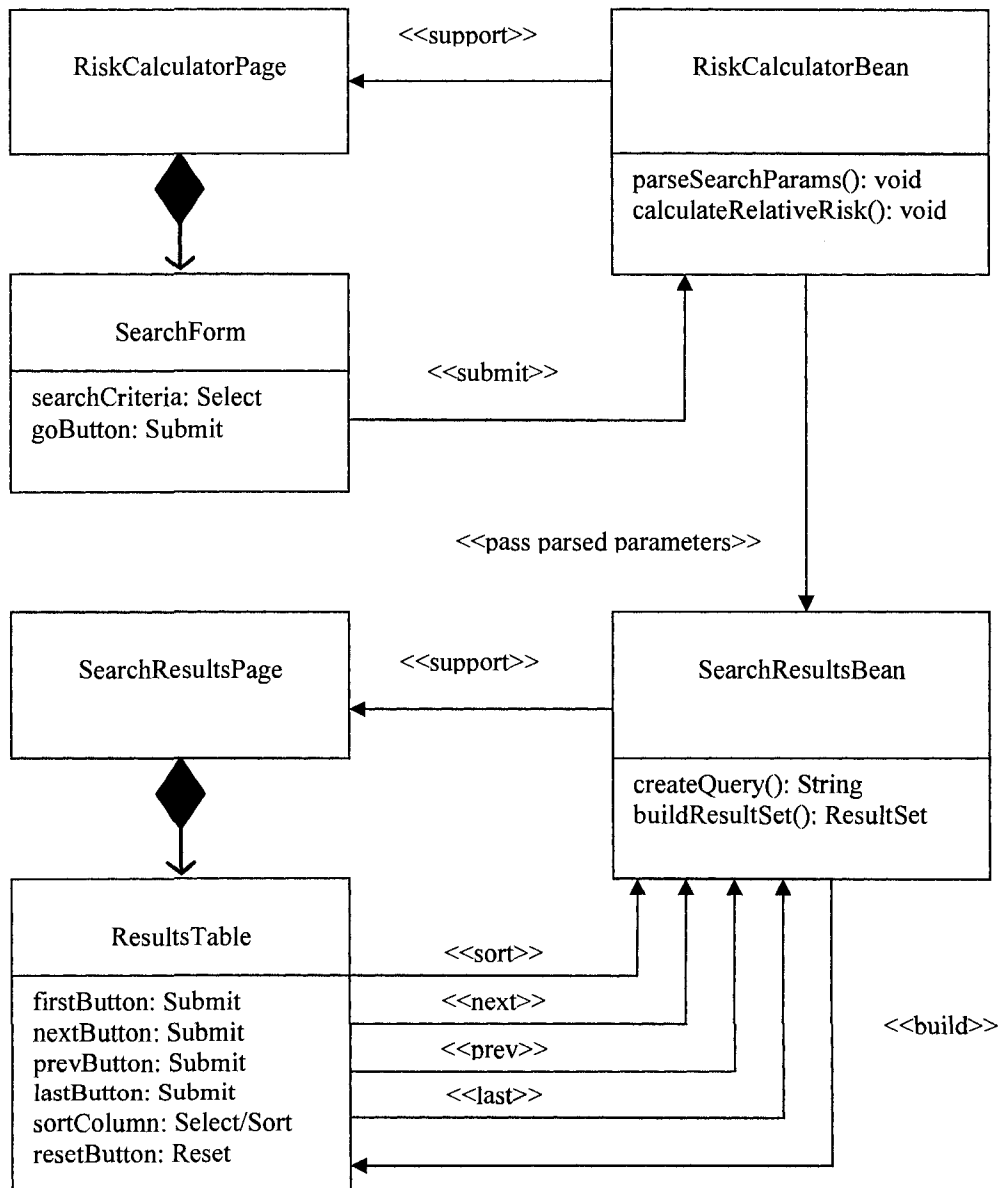 RiskCalculatorPage
<<support>>
RiskCalculatorBean
parseSearchParams(): void
calculateRelativeRisk(): void
SearchForm
searchCriteria: Select
goButton: Submit
<<submit>>
<<pass parsed parameters>>
SearchResultsPage
<<support>>
SearchResultsBean
createQuery(): String
buildResultSet(): ResultSet
ResultsTable
firstButton: Submit
nextButton: Submit
prevButton: Submit
lastButton: Submit
sortColumn: Select/Sort
resetButton: Reset
<<sort>>
<<next>>
<<prev>>
<<last>>
<<build>>